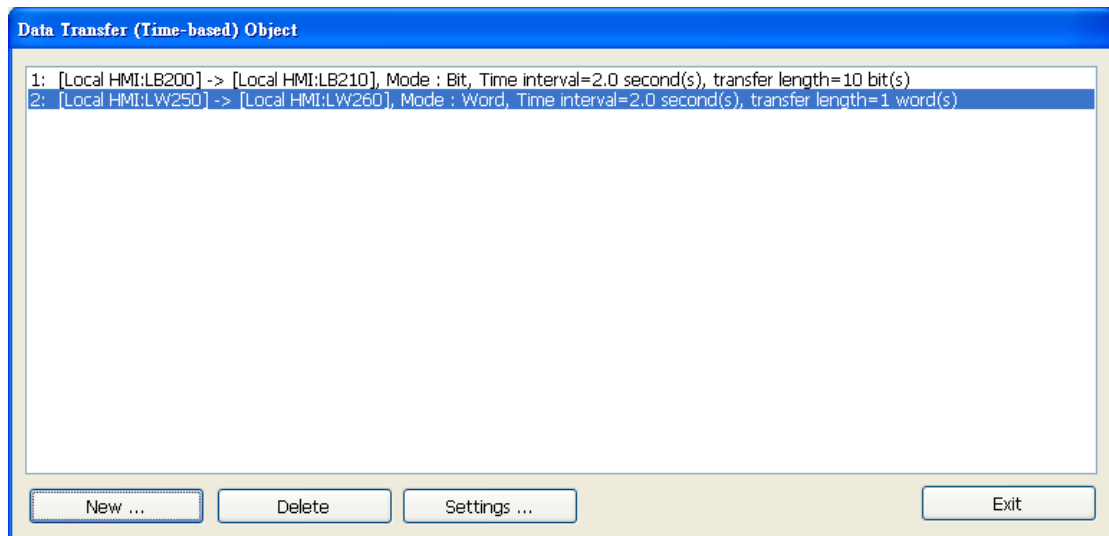 Data Transfer (Time-based) Object
1: [Local HMI:LB200] -> [Local HMI:LB210], Mode : Bit, Time interval=2.0 second(s), transfer length=10 bit(s)
2: [Local HMI:LW250] -> [Local HMI:LW260], Mode : Word, Time interval=2.0 second(s), transfer length=1 word(s)
New ... Delete Settings ... Exit